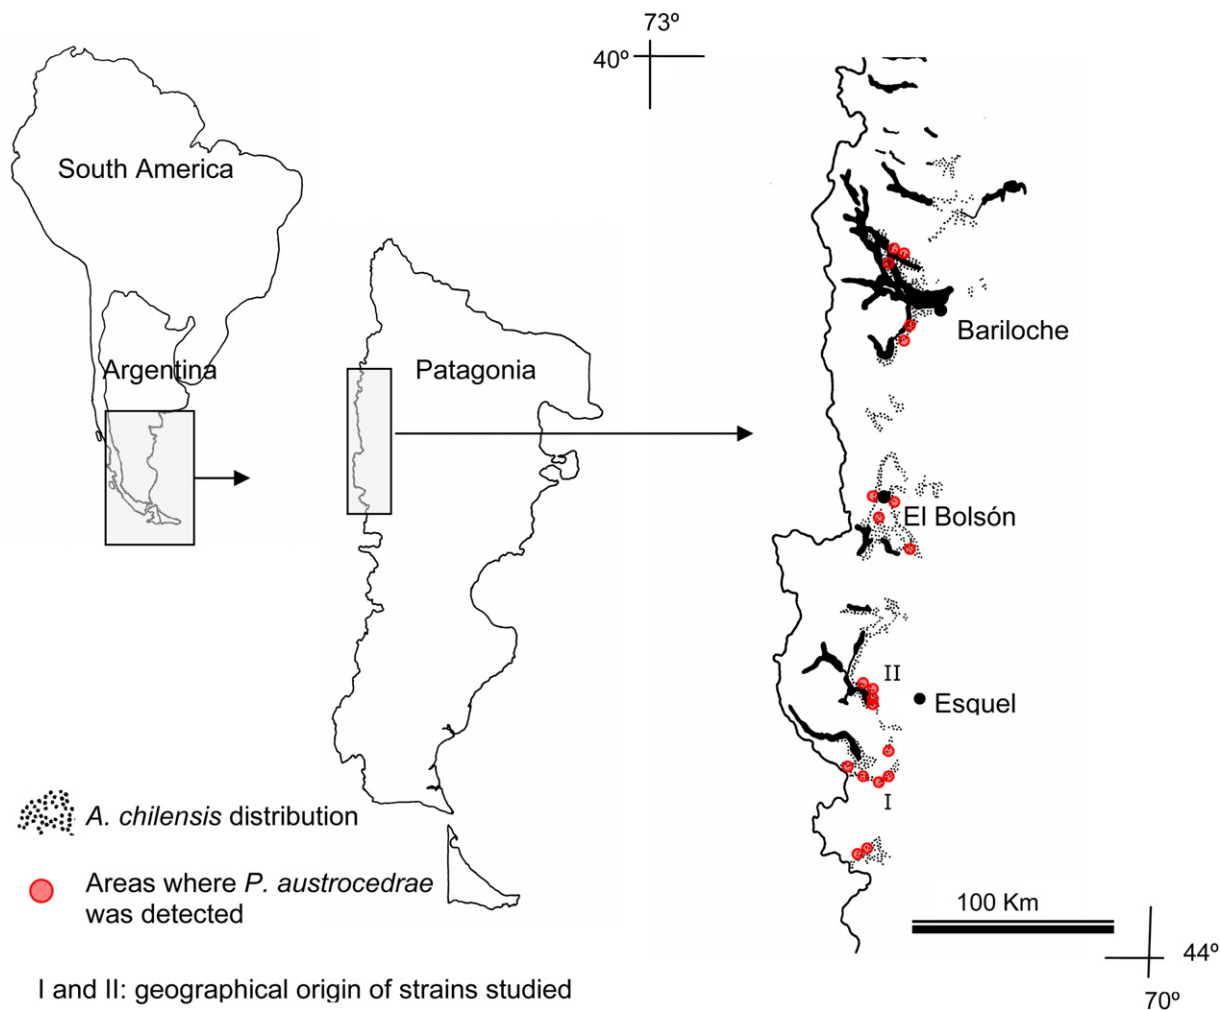 73º
40º
South America
Argentina
Patagonia
Bariloche
El Bolsón
II
Esquel
I
A. chilensis distribution
Areas where P. austrocedrae
was detected
100 Km
44º
70º
I and II: geographical origin of strains studied